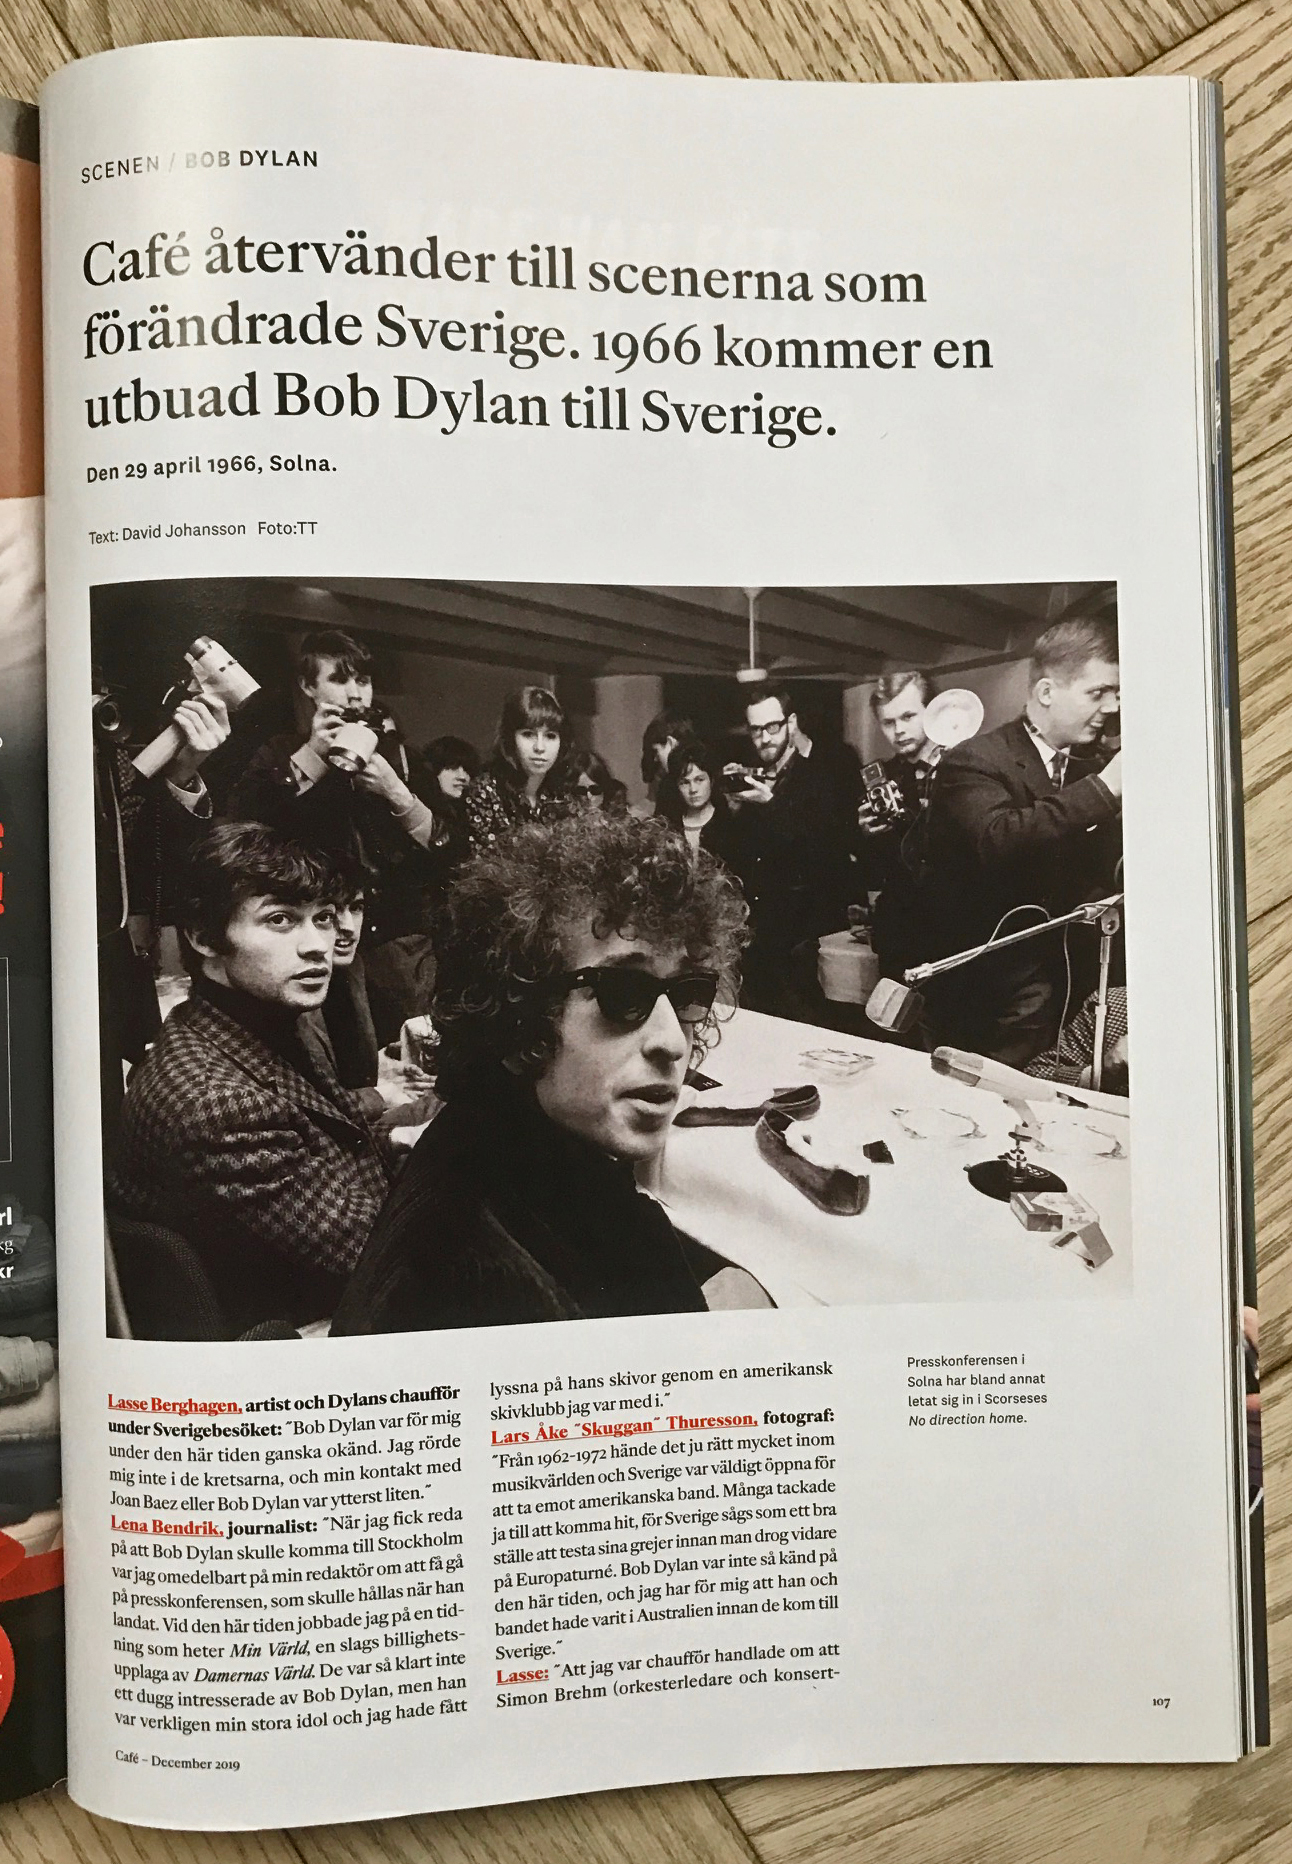 SCENEN / BOB DYLAN
Café återvänder till scenerna som
förändrade Sverige. 1966 kommer en
utbuad Bob Dylan till Sverige.
Den 29 april 1966, Solna.
Text: David Johansson Foto:TT
Lasse Berghagen, artist och Dylans chaufför
under Sverigebesöket: ”Bob Dylan var för mig
under den här tiden ganska okänd. Jag rörde
mig inte i de kretsarna, och min kontakt med
Joan Baez eller Bob Dylan var ytterst liten.”
Lena Bendrik, journalist: ”När jag fick reda
på att Bob Dylan skulle komma till Stockholm
var jag omedelbart på min redaktör om att få gå
på presskonferensen, som skulle hållas när han
landat. Vid den här tiden jobbade jag på en tid-
ning som heter Min Värld, en slags billighets-
upplaga av Damernas Värld. De var så klart inte
ett dugg intresserade av Bob Dylan, men han
var verkligen min stora idol och jag hade fått
lyssna på hans skivor genom en amerikansk
skivklubb jag var med i.”
Lars Åke ”Skuggan” Thuresson, fotograf:
”Från 1962-1972 hände det ju rätt mycket inom
musikvärlden och Sverige var väldigt öppna för
att ta emot amerikanska band. Många tackade
ja till att komma hit, för Sverige sågs som ett bra
ställe att testa sina grejer innan man drog vidare
på Europaturné. Bob Dylan var inte så känd på
den här tiden, och jag har för mig att han och
bandet hade varit i Australien innan de kom till
Sverige.”
Lasse: ”Att jag var chaufför handlade om att
Simon Brehm (orkesterledare och konsert-
Presskonferensen i
Solna har bland annat
letat sig in i Scorseses
No direction home.
107
Café – December 2019
rl
kg
kr